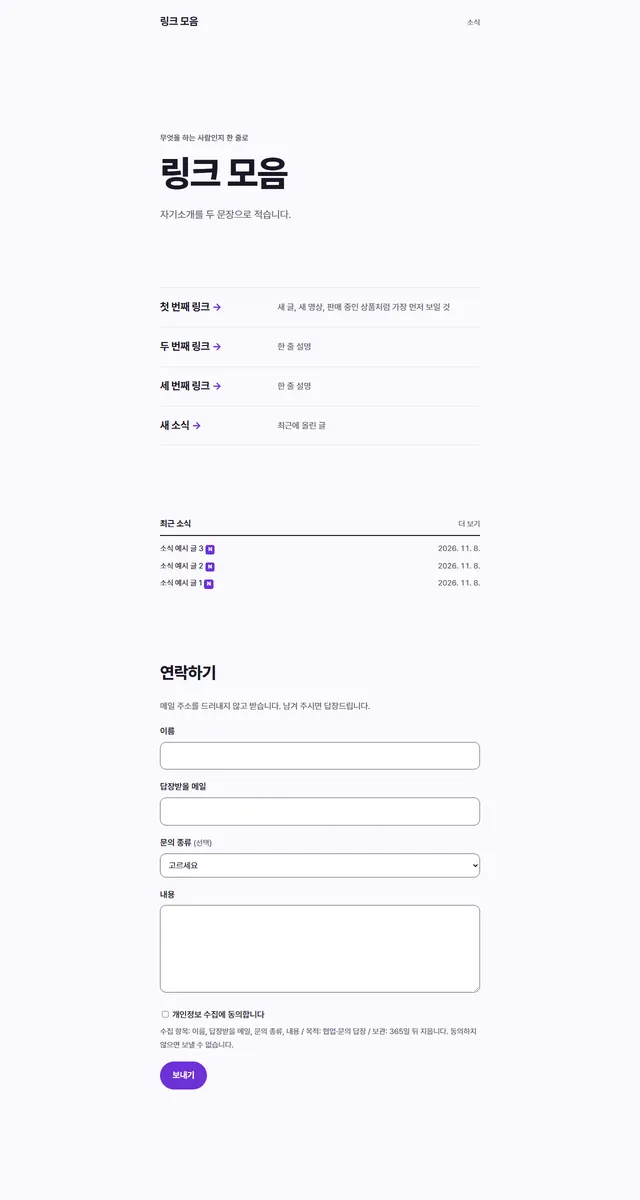 링크 모음
소식
무엇을 하는 사람인지 한 줄로
링크 모음
자기소개를 두 문장으로 적습니다.
첫 번째 링크 →
새 글, 새 영상, 판매 중인 상품처럼 가장 먼저 보일 것
두 번째 링크 →
한 줄 설명
세 번째 링크 →
한 줄 설명
새 소식 →
최근에 올린 글
최근 소식
더 보기
소식 예시 글 3 N
2026. 11. 8.
소식 예시 글 2 N
2026. 11. 8.
소식 예시 글 1 N
2026. 11. 8.
연락하기
메일 주소를 드러내지 않고 받습니다. 남겨 주시면 답장드립니다.
이름
답장받을 메일
문의 종류 (선택)
고르세요
내용
개인정보 수집에 동의합니다
수집 항목: 이름, 답장받을 메일, 문의 종류, 내용 / 목적: 협업·문의 답장 / 보관: 365일 뒤 지웁니다. 동의하지
않으면 보낼 수 없습니다.
보내기